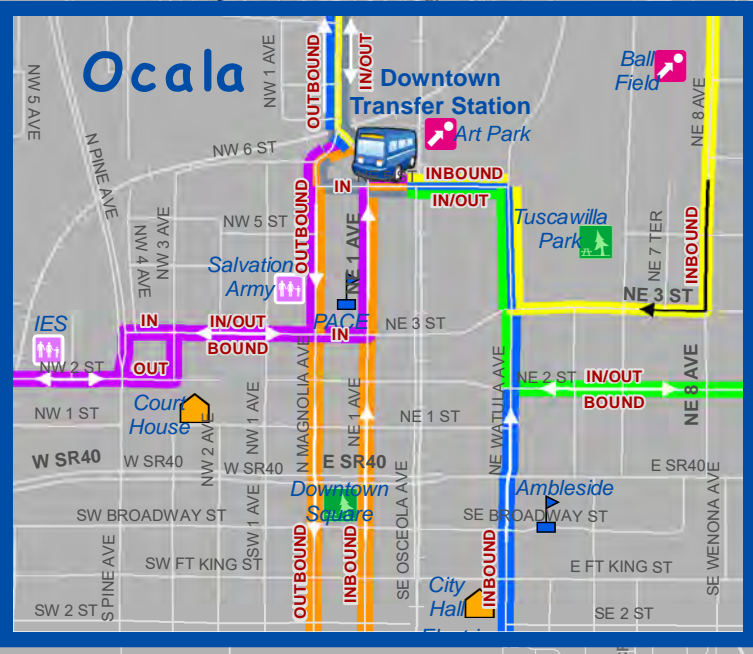 Ocala
OUTBOUND
IN/OUT
NW 1 AVE
NW 5 AVE
N PINE AVE
Ball
Field
NE 8 AVE
Downtown
Transfer Station
Art Park
NW 6 ST
INBOUND
IN
IN/OUT
OUTBOUND
NE 1 AVE
NW 5 ST
NW 3 AVE
NW 4 AVE
Tuscawilla
Park
NE 7 TER
INBOUND
Salvation
Army
NE 3 ST
IES
PACE
IN
IN/OUT
BOUND
IN
NE 3 ST
NW 2 ST
OUT
N MAGNOLIA AVE
NE 1 AVE
NE WATULA AVE
NE 2 ST
IN/OUT
BOUND
NE 8 AVE
Court
House
NW 1 ST
NW 2 AVE
NW 1 AVE
NE 1 ST
W SR40
W SR40
W SR40
E SR40
E SR40
Downtown
Square
SE OSCEOLA AVE
Ambleside
SW BROADWAY ST
SW 1 AVE
SE BROADWAY ST
SE WENONA AVE
S PINE AVE
SW FT KING ST
E FT KING ST
OUTBOUND
INBOUND
INBOUND
City
Hall
SW 2 ST
SE 2 ST